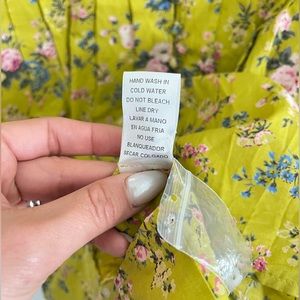 HAND WASH IN
COLD WATER
DO NOT BLEACH
LINE DRY
LAVAR A MANO
EN AGUA FRIA
NO USE
BLANQUEADOR
SECAR COLGADO